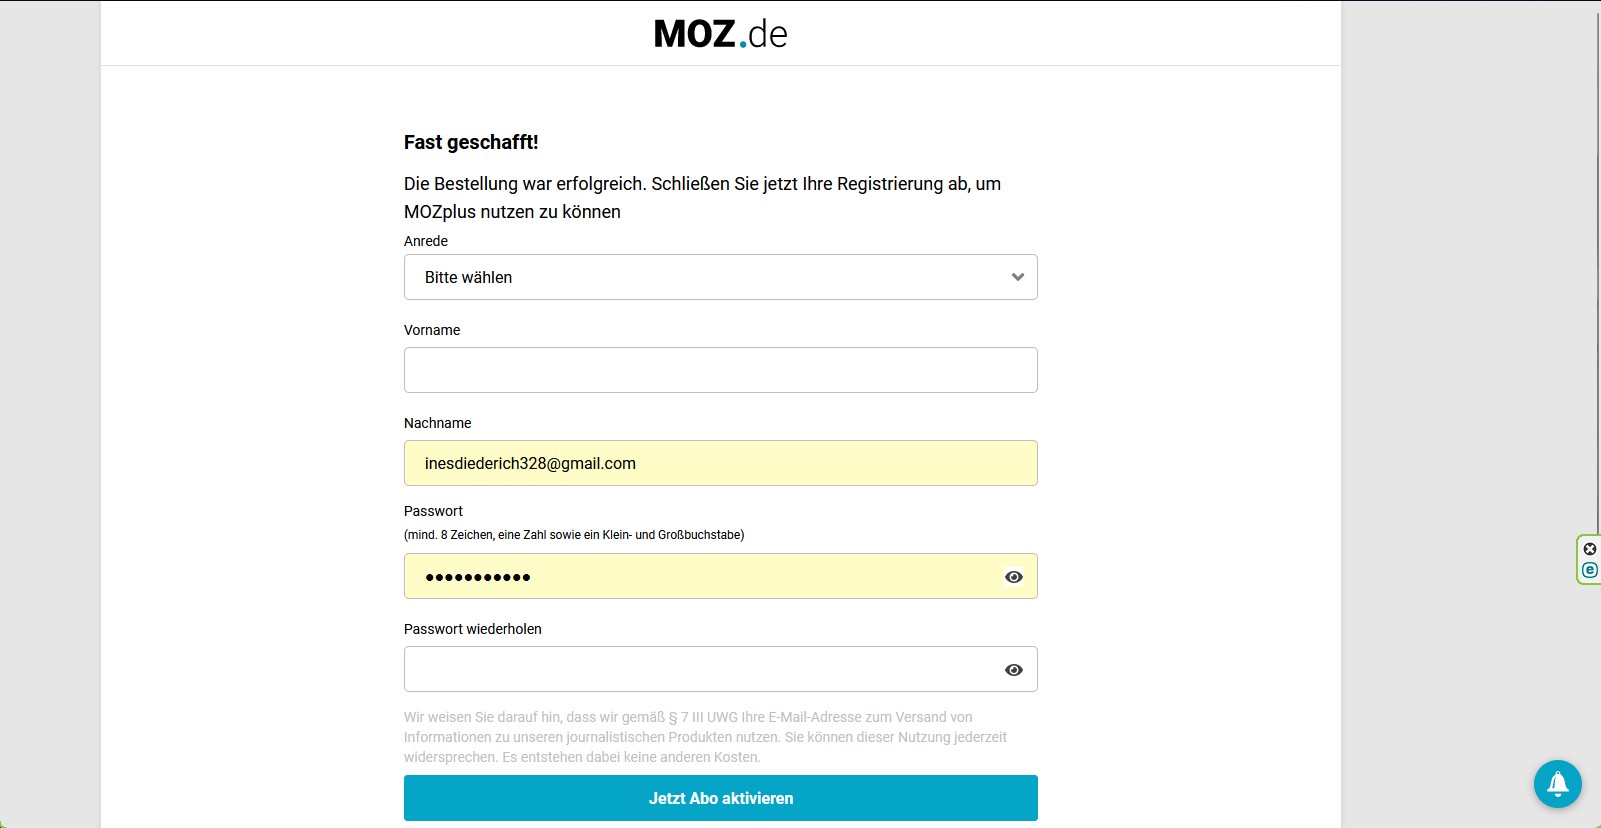 MOZ.de
Fast geschafft!
Die Bestellung war erfolgreich. Schließen Sie jetzt Ihre Registrierung ab, um
MOZplus nutzen zu können
Anrede
Bitte wählen
Vorname
Nachname
inesdiederich328@gmail.com
Passwort
(mind. 8 Zeichen, eine Zahl sowie ein Klein- und Großbuchstabe)
●●●●●●●●●●●
Passwort wiederholen
Wir weisen Sie darauf hin, dass wir gemäß § 7 III UWG Ihre E-Mail-Adresse zum Versand von
Informationen zu unseren journalistischen Produkten nutzen. Sie können dieser Nutzung jederzeit
widersprechen. Es entstehen dabei keine anderen Kosten.
Jetzt Abo aktivieren
e